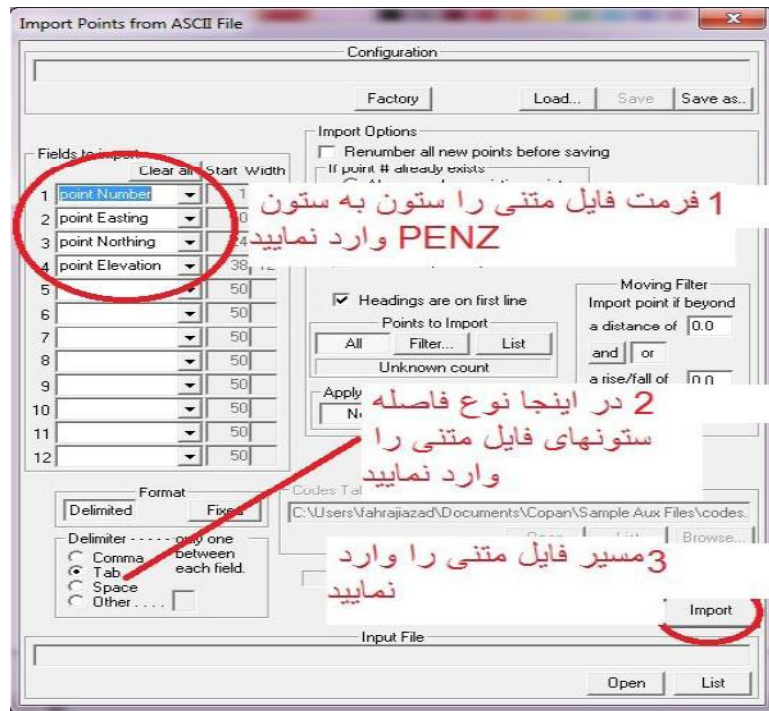 Import Points from ASCII File
Configuration
Factory
Load...
Save
Save as..
Fields to import
Clear all
Start
Width
1 point Number
2 point Easting
3 point Northing
4 point Elevation 38 12
5 50
6 50
7 50
8 50
9 50
10 50
11 50
12 50
Import Options
Renumber all new points before saving
If point # already exists
1 فرمت فایل متنی را ستون به ستون
PENZ وارد نمایید
Headings are on first line
Points to Import
All
Filter...
List
Unknown count
Moving Filter
Import point if beyond
a distance of 0.0
and or
a rise/fall of 0.0
Apply
2 در اینجا نوع فاصله
ستونهای فایل متنی را
وارد نمایید
Format
Delimited
Fixed
Delimiter - - - - - only one
between
each field.
Comma
Tab
Space
Other . . . .
C:\Users\fahrajiazad\Documents\Copan\Sample Aux Files\codes.
Browse...
3مسیر فایل متنی را وارد
نمایید
Import
Input File
Open
List